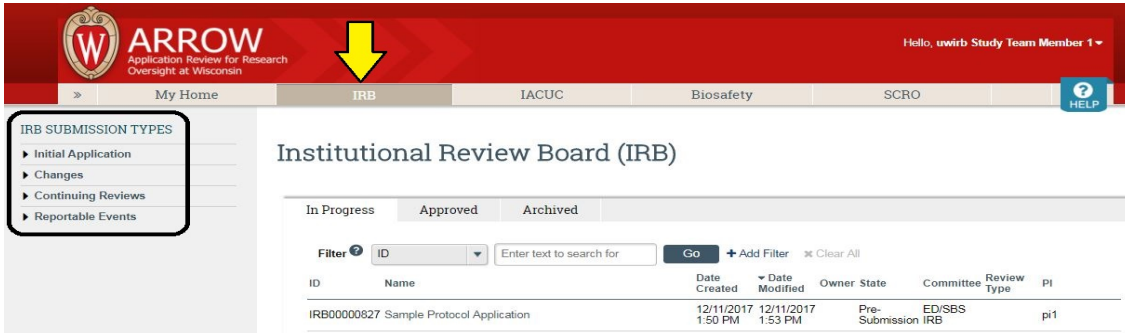 W
ARROW
Application Review for Research
Oversight at Wisconsin
Hello, uwirb Study Team Member 1
» My Home IRB IACUC Biosafety SCRO
? HELP
IRB SUBMISSION TYPES
Initial Application
Changes
Continuing Reviews
Reportable Events
Institutional Review Board (IRB)
In Progress Approved Archived
Filter ? ID Enter text to search for Go + Add Filter × Clear All
ID Name Date Created Date Modified Owner State Committee Review Type PI
IRB00000827 Sample Protocol Application 12/11/2017 1:50 PM 12/11/2017 1:53 PM Pre-Submission ED/SBS IRB pi1